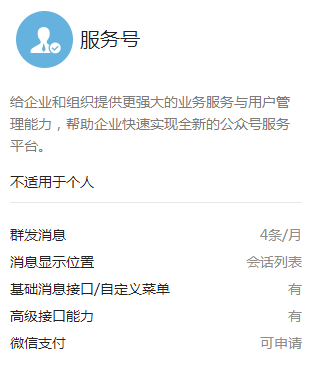 服务号
给企业和组织提供更强大的业务服务与用户管
理能力，帮助企业快速实现全新的公众号服务
平台。
不适用于个人
群发消息 4条/月
消息显示位置 会话列表
基础消息接口/自定义菜单 有
高级接口能力 有
微信支付 可申请